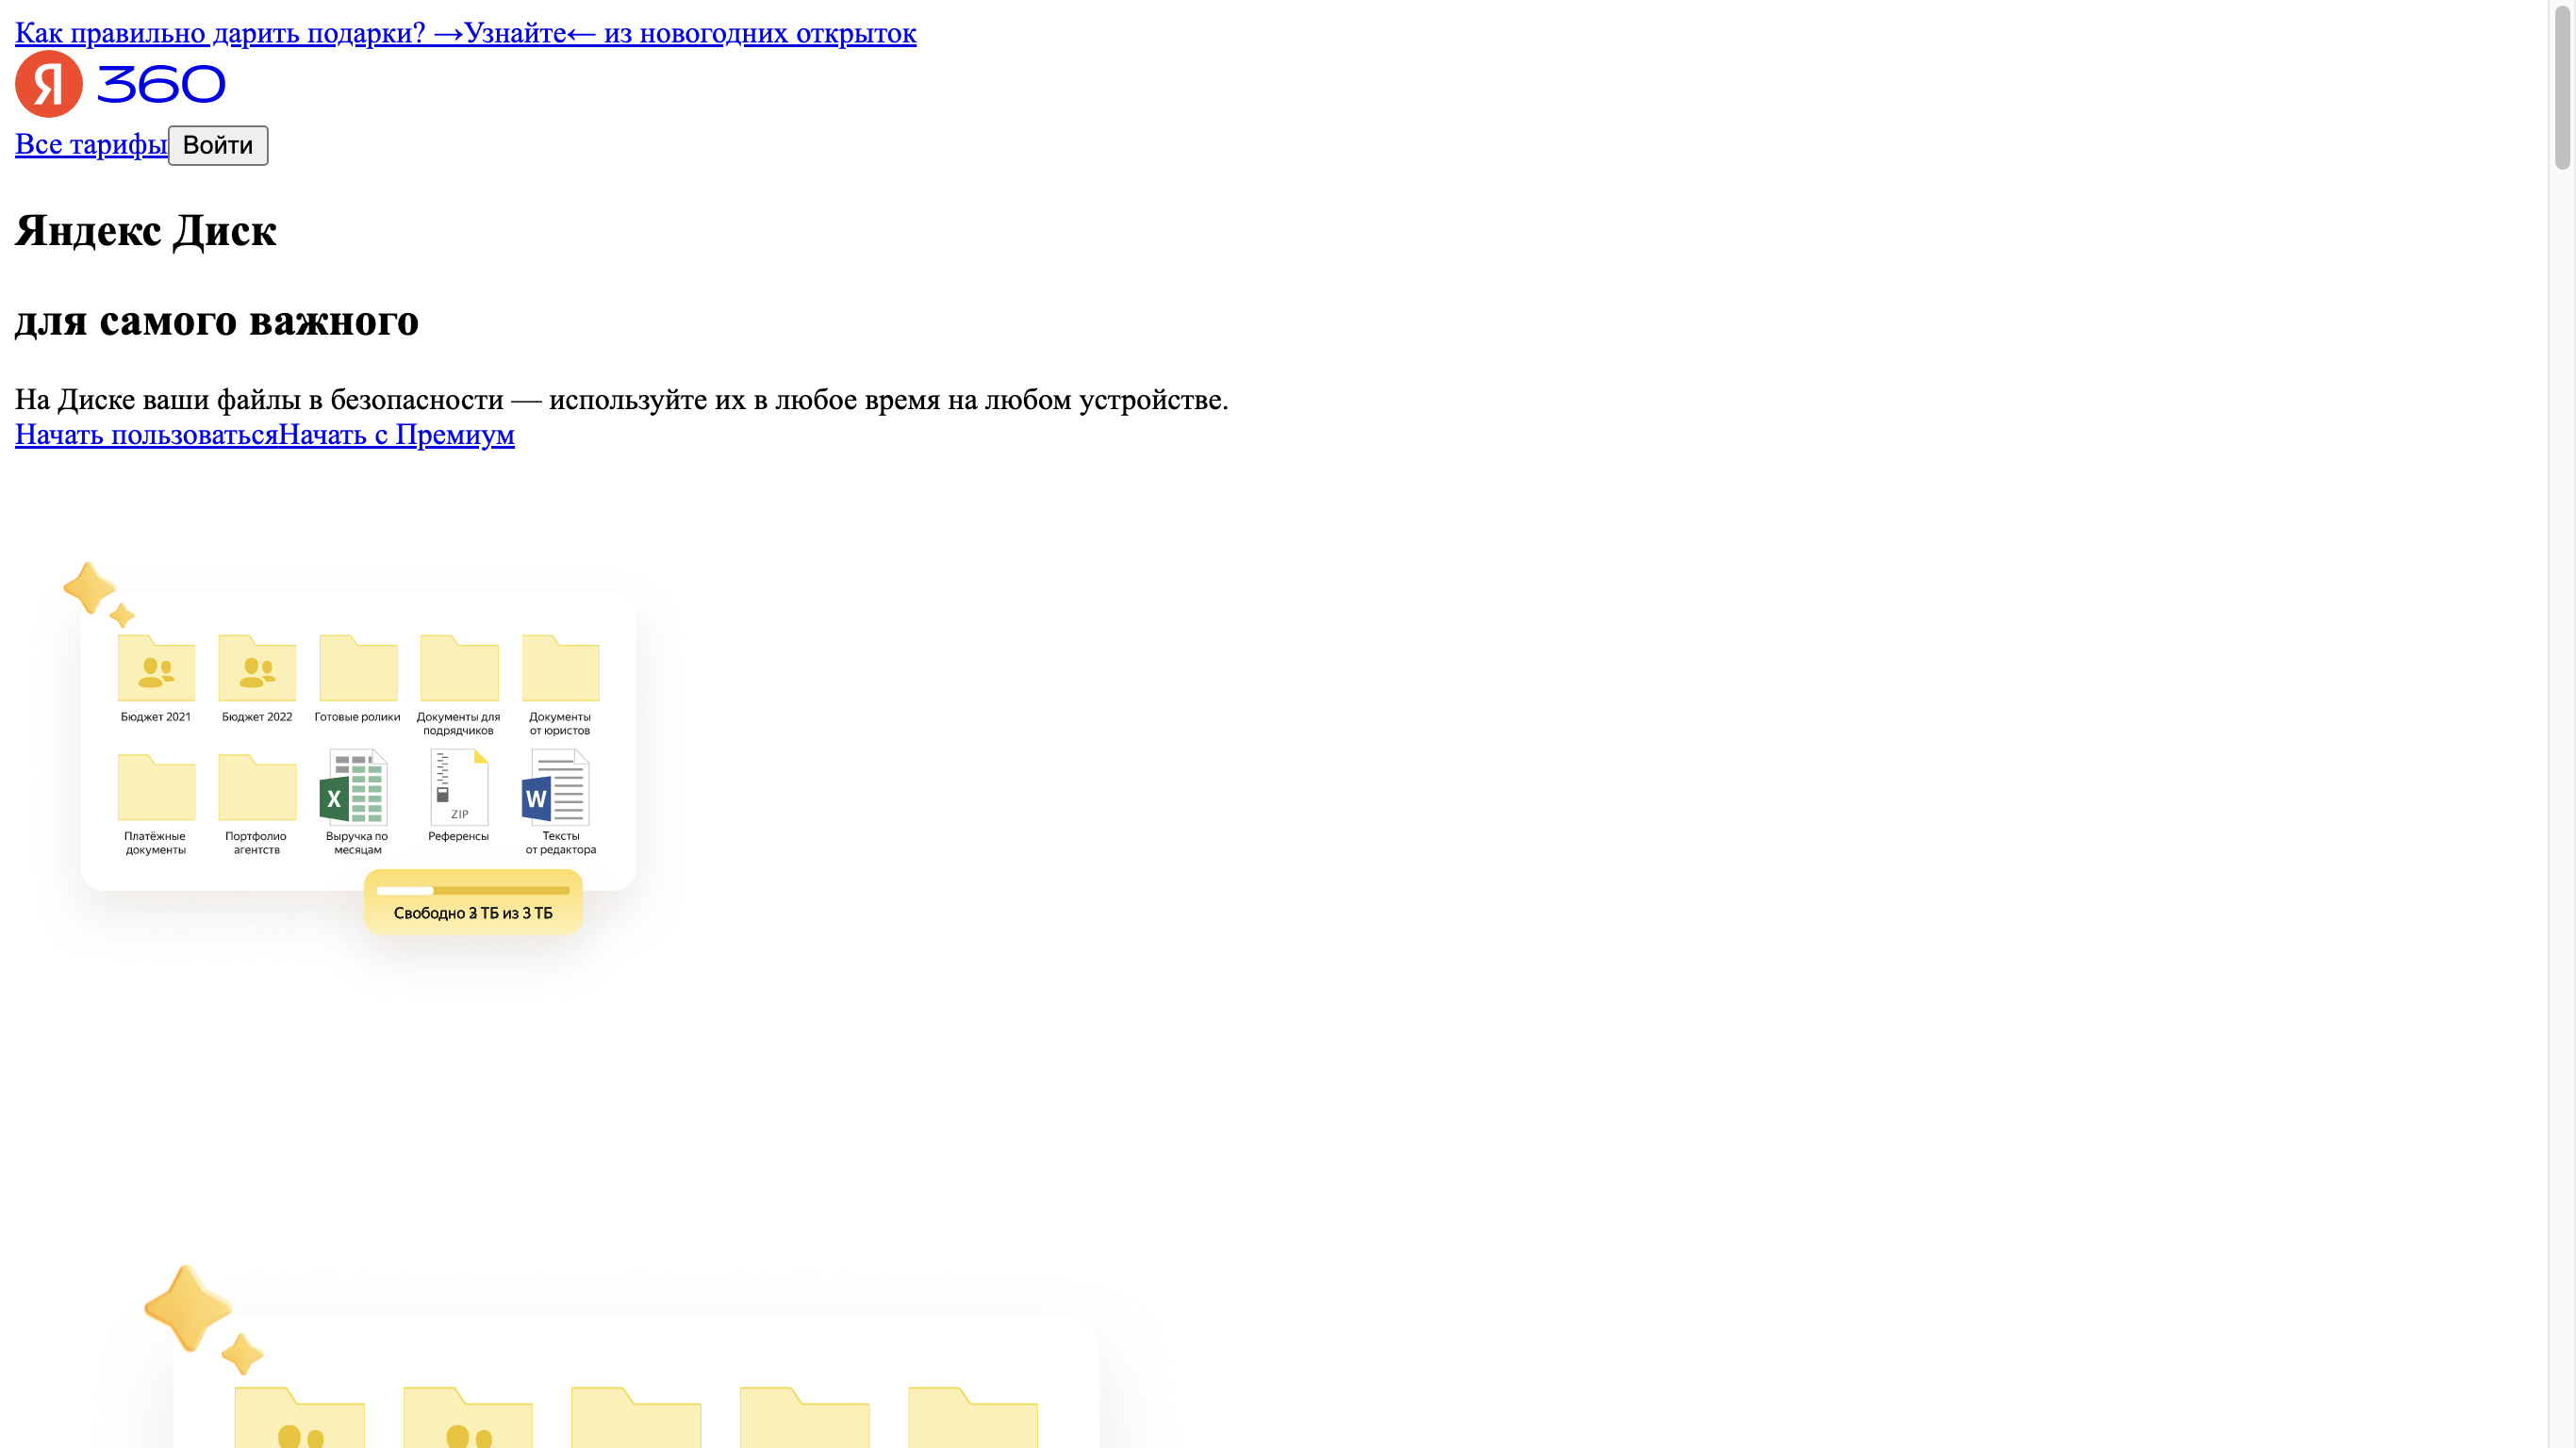 Как правильно дарить подарки? →Узнайте← из новогодних открыток
Я 360
Все тарифы Войти
Яндекс Диск
для самого важного
На Диске ваши файлы в безопасности — используйте их в любое время на любом устройстве.
Начать пользоватьсяНачать с Премиум
Бюджет 2021 Бюджет 2022 Готовые ролики Документы для Документы
подрядчиков от юристов
X ZIP W
Платёжные Портфолио Выручка по Референсы Тексты
документы агентств месяцам от редактора
Свободно ТБ из 3 ТБ